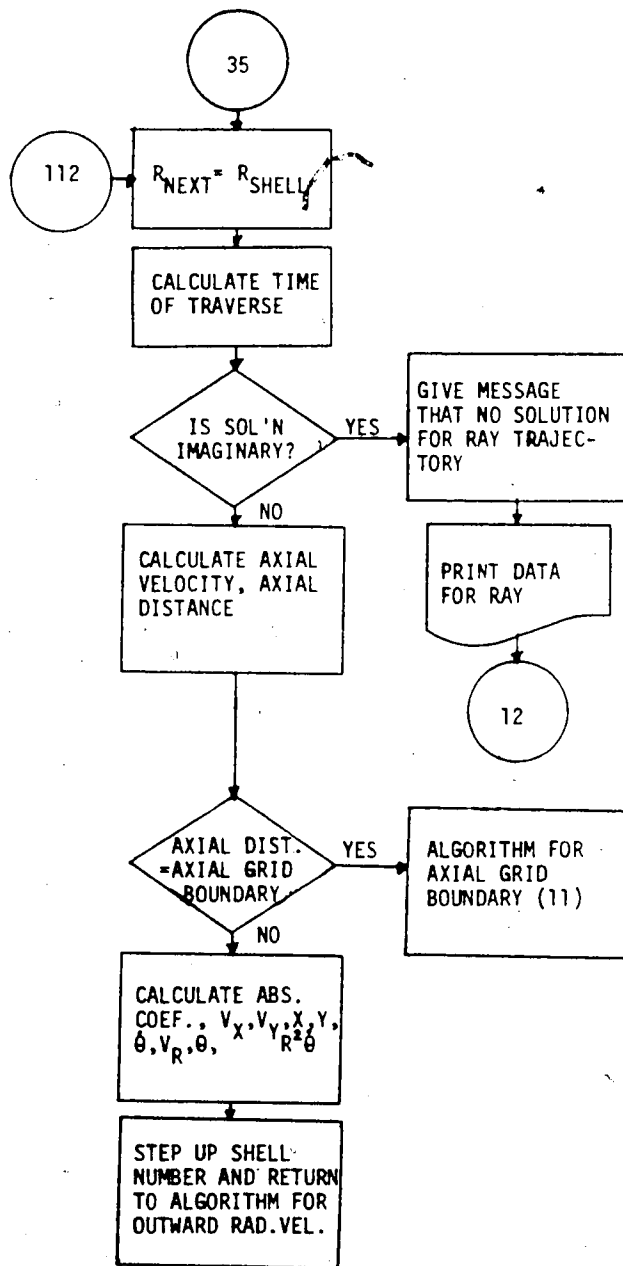 35
112
R_NEXT = R_SHELL
CALCULATE TIME
OF TRAVERSE
IS SOL'N
IMAGINARY?
YES
GIVE MESSAGE
THAT NO SOLUTION
FOR RAY TRAJEC-
TORY
NO
CALCULATE AXIAL
VELOCITY, AXIAL
DISTANCE
PRINT DATA
FOR RAY
12
AXIAL DIST.
=AXIAL GRID
BOUNDARY
YES
ALGORITHM FOR
AXIAL GRID
BOUNDARY (11)
NO
CALCULATE ABS.
COEF., V_X, V_Y, X, Y,
θ̇, V_R, θ, R²θ̇
STEP UP SHELL
NUMBER AND RETURN
TO ALGORITHM FOR
OUTWARD RAD.VEL.